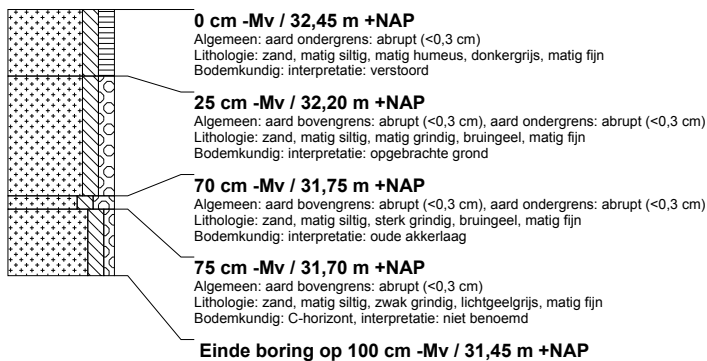 0 cm -Mv / 32,45 m +NAP
Algemeen: aard ondergrens: abrupt (<0,3 cm)
Lithologie: zand, matig siltig, matig humeus, donkergrijs, matig fijn
Bodemkundig: interpretatie: verstoord
25 cm -Mv / 32,20 m +NAP
Algemeen: aard bovengrens: abrupt (<0,3 cm), aard ondergrens: abrupt (<0,3 cm)
Lithologie: zand, matig siltig, matig grindig, bruingeel, matig fijn
Bodemkundig: interpretatie: opgebrachte grond
70 cm -Mv / 31,75 m +NAP
Algemeen: aard bovengrens: abrupt (<0,3 cm), aard ondergrens: abrupt (<0,3 cm)
Lithologie: zand, matig siltig, sterk grindig, bruingeel, matig fijn
Bodemkundig: interpretatie: oude akkerlaag
75 cm -Mv / 31,70 m +NAP
Algemeen: aard bovengrens: abrupt (<0,3 cm)
Lithologie: zand, matig siltig, zwak grindig, lichtgeelgrijs, matig fijn
Bodemkundig: C-horizont, interpretatie: niet benoemd
Einde boring op 100 cm -Mv / 31,45 m +NAP